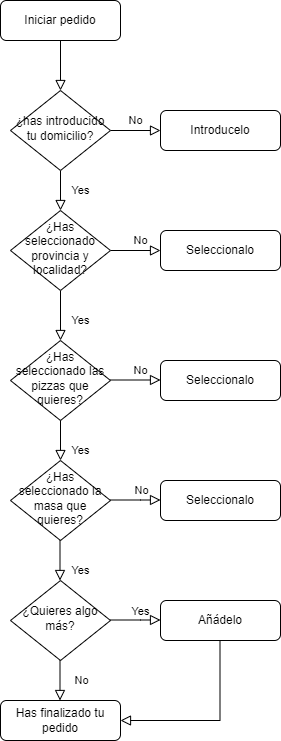 Iniciar pedido
¿has introducido
tu domicilio?
No
Introducelo
Yes
¿Has
seleccionado
provincia y
localidad?
No
Seleccionalo
Yes
¿Has
seleccionado las
pizzas que
quieres?
No
Seleccionalo
Yes
¿Has
seleccionado la
masa que
quieres?
No
Seleccionalo
Yes
¿Quieres algo
más?
Yes
Añádelo
No
Has finalizado tu
pedido